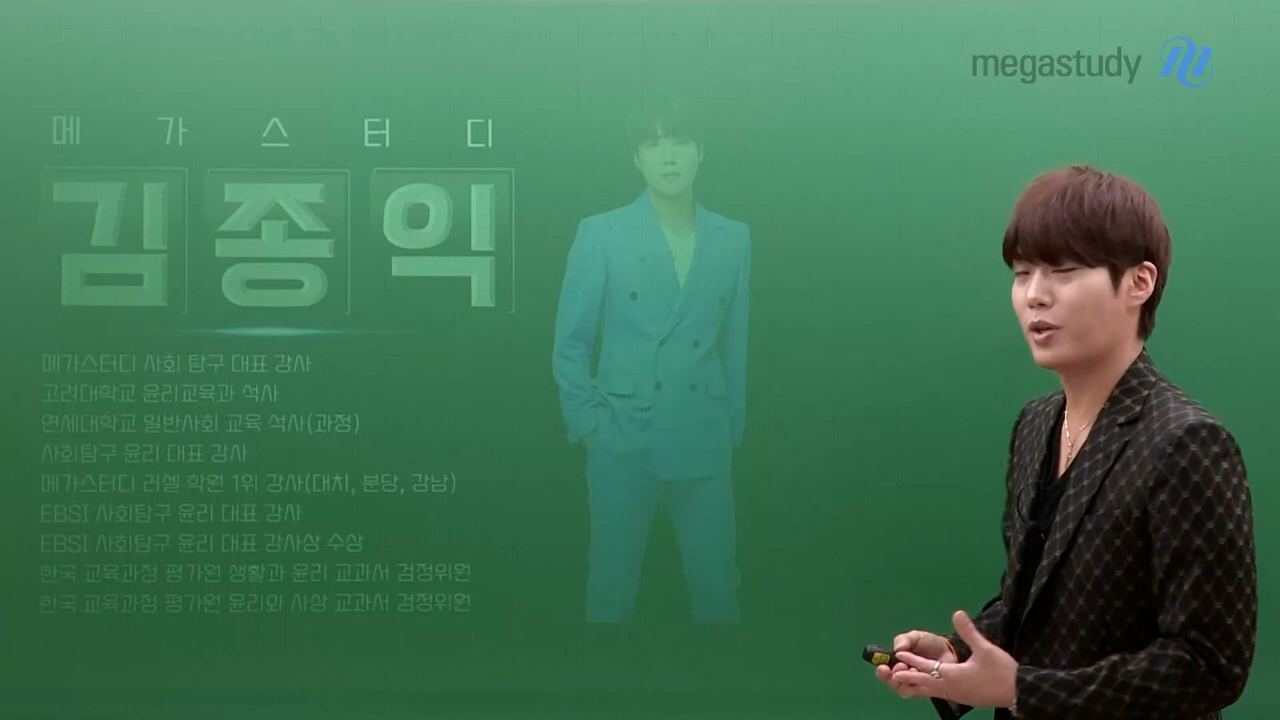 megastudy
메가스터디
김종익
메가스터디 사회 탐구 대표 강사
고려대학교 윤리교육과 석사
연세대학교 일반사회 교육 석사(과정)
사회탐구 윤리 대표 강사
메가스터디 러셀 학원 1위 강사(대치, 분당, 강남)
EBSI 사회탐구 윤리 대표 강사
EBSI 사회탐구 윤리 대표 강사상 수상
한국 교육과정 평가원 생활과 윤리 교과서 검정위원
한국 교육과정 평가원 윤리와 사상 교과서 검정위원